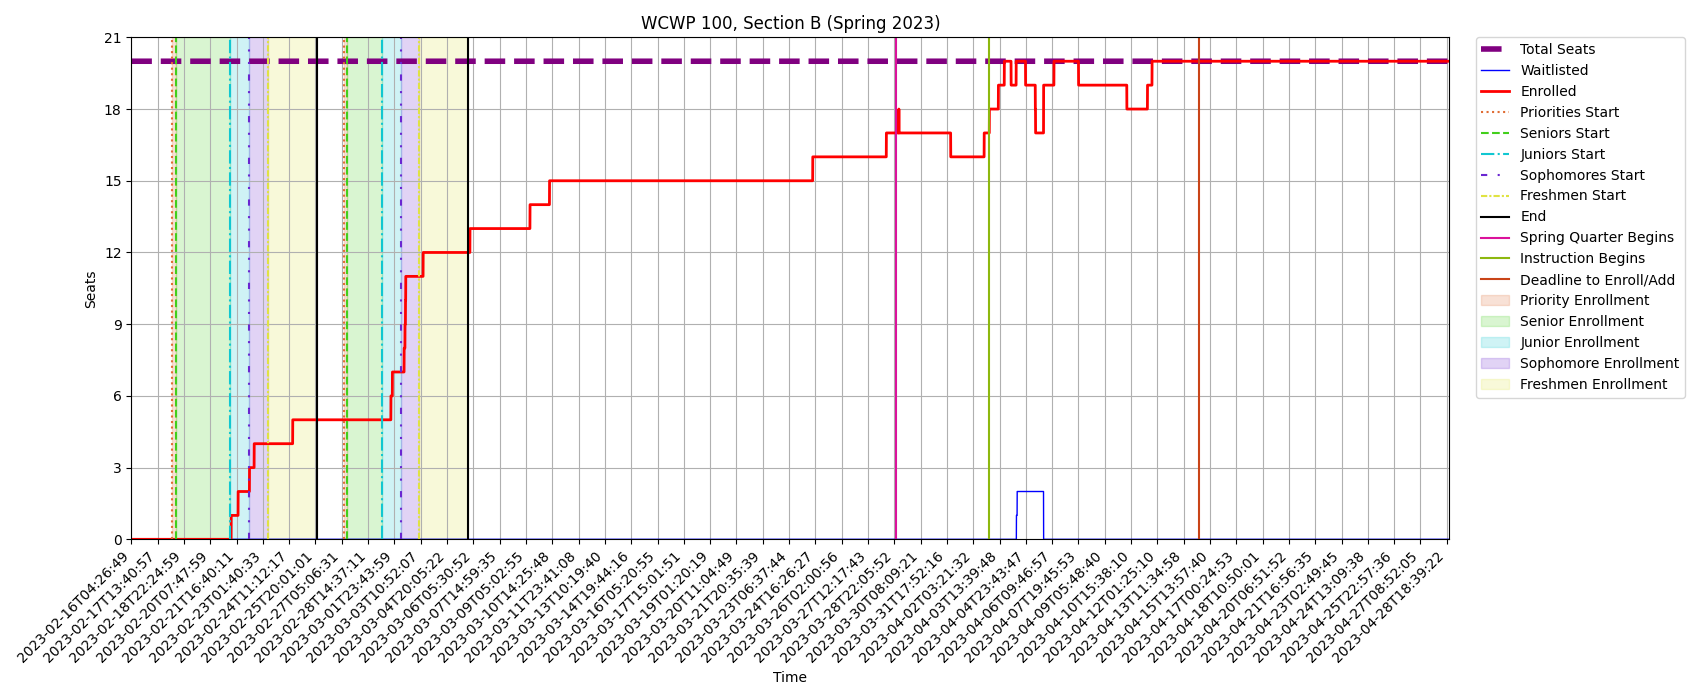 WCWP 100, Section B (Spring 2023)
21
18
15
12
9
6
3
0
Seats
2023-02-16T04:26:49
2023-02-17T13:40:57
2023-02-18T22:24:59
2023-02-20T07:47:59
2023-02-21T16:40:11
2023-02-23T01:40:33
2023-02-24T11:12:17
2023-02-25T20:01:01
2023-02-27T05:06:31
2023-02-28T14:37:11
2023-03-01T23:43:59
2023-03-03T10:52:07
2023-03-04T20:05:22
2023-03-06T05:30:52
2023-03-07T14:59:35
2023-03-09T05:02:55
2023-03-10T14:25:48
2023-03-11T23:41:08
2023-03-13T10:19:40
2023-03-14T19:44:16
2023-03-16T05:20:55
2023-03-17T15:01:51
2023-03-19T01:20:19
2023-03-20T11:04:49
2023-03-21T20:35:39
2023-03-23T06:37:44
2023-03-24T16:26:27
2023-03-26T02:00:56
2023-03-27T12:17:43
2023-03-28T22:05:52
2023-03-30T08:09:21
2023-03-31T17:52:16
2023-04-02T03:21:32
2023-04-03T13:39:48
2023-04-04T23:43:47
2023-04-06T09:46:57
2023-04-07T19:45:53
2023-04-09T05:48:40
2023-04-10T15:38:10
2023-04-12T01:25:10
2023-04-13T11:34:58
2023-04-15T13:57:40
2023-04-17T00:24:53
2023-04-18T10:50:01
2023-04-20T06:51:52
2023-04-21T16:56:35
2023-04-23T02:49:45
2023-04-24T13:09:38
2023-04-25T22:57:36
2023-04-27T08:52:05
2023-04-28T18:39:22
Time
Total Seats
Waitlisted
Enrolled
Priorities Start
Seniors Start
Juniors Start
Sophomores Start
Freshmen Start
End
Spring Quarter Begins
Instruction Begins
Deadline to Enroll/Add
Priority Enrollment
Senior Enrollment
Junior Enrollment
Sophomore Enrollment
Freshmen Enrollment